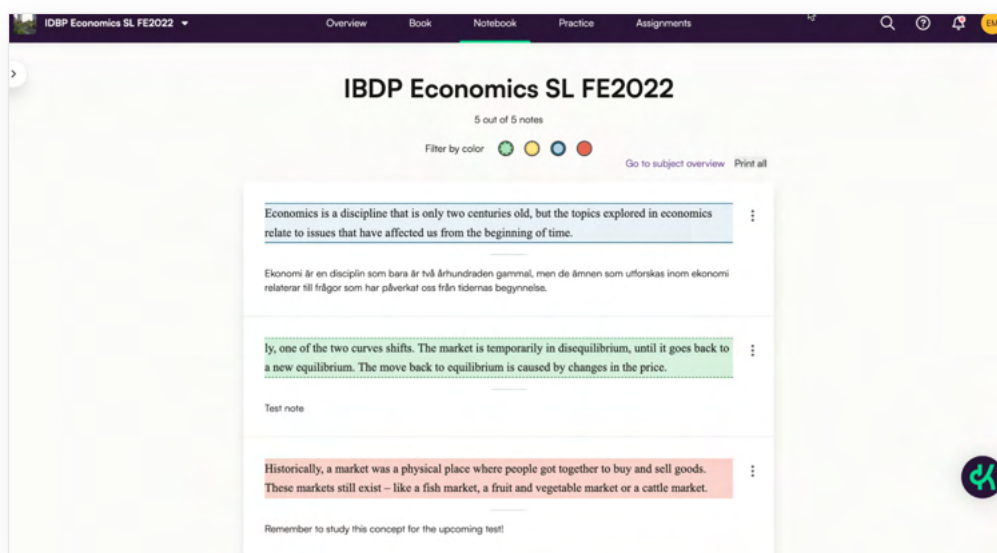 IDBP Economics SL FE2022
Overview
Book
Notebook
Practice
Assignments
EM
IBDP Economics SL FE2022
5 out of 5 notes
Filter by color
Go to subject overview
Print all
Economics is a discipline that is only two centuries old, but the topics explored in economics
relate to issues that have affected us from the beginning of time.
Ekonomi är en disciplin som bara är två århundraden gammal, men de ämnen som utforskas inom ekonomi
relaterar till frågor som har påverkat oss från tidernas begynnelse.
ly, one of the two curves shifts. The market is temporarily in disequilibrium, until it goes back to
a new equilibrium. The move back to equilibrium is caused by changes in the price.
Test note
Historically, a market was a physical place where people got together to buy and sell goods.
These markets still exist – like a fish market, a fruit and vegetable market or a cattle market.
Remember to study this concept for the upcoming test!